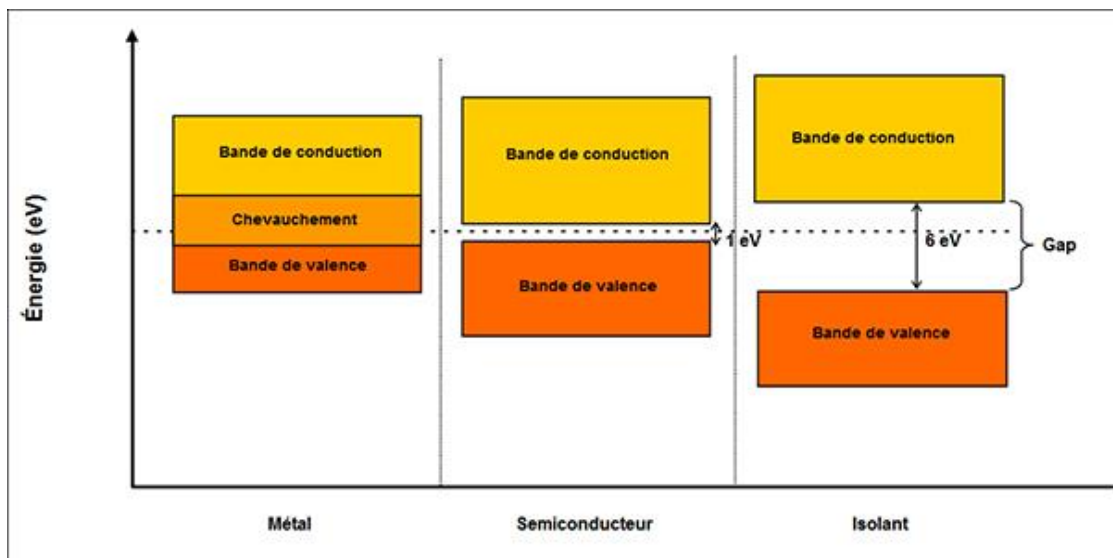 Énergie (eV)
Bande de conduction
Chevauchement
Bande de valence
Bande de conduction
1 eV
Bande de valence
Bande de conduction
6 eV
Gap
Bande de valence
Métal
Semiconducteur
Isolant